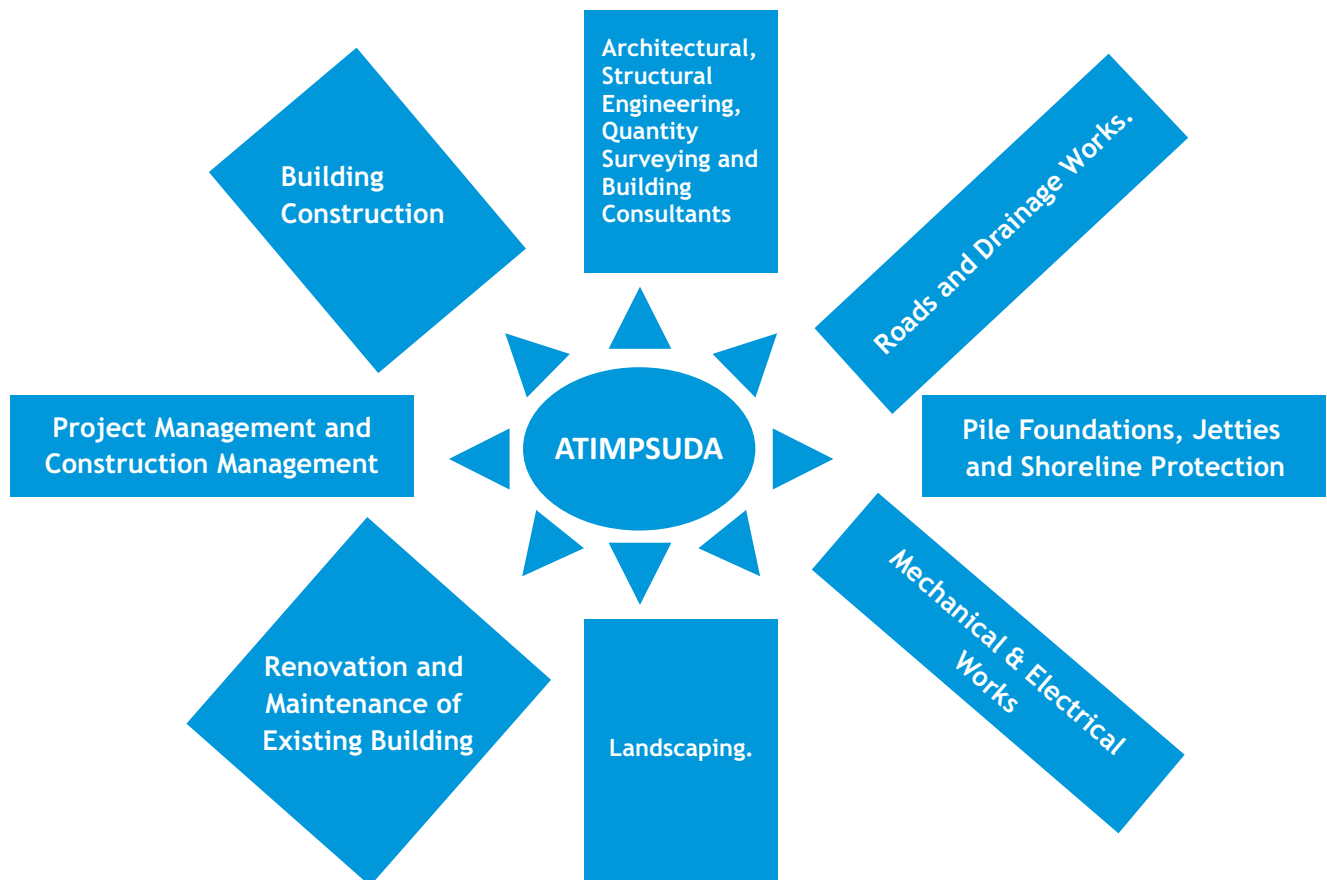 Architectural,
Structural
Engineering,
Quantity
Surveying and
Building
Consultants
Building
Construction
Roads and Drainage Works.
ATIMPSUDA
Project Management and
Construction Management
Pile Foundations, Jetties
and Shoreline Protection
Mechanical & Electrical
Works
Renovation and
Maintenance of
Existing Building
Landscaping.